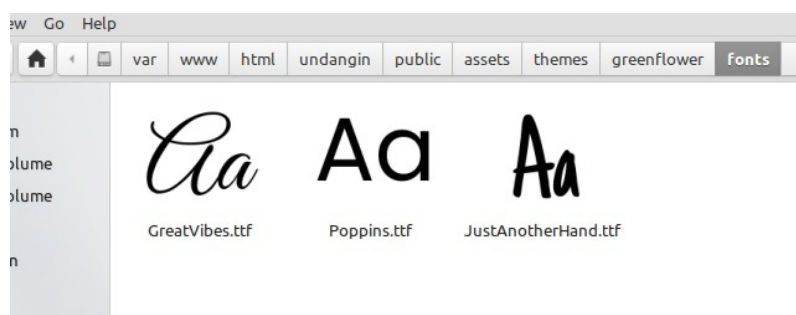 Go Help
var www html undangin public assets themes greenflower fonts
Aa Aa Aa
GreatVibes.ttf Poppins.ttf JustAnotherHand.ttf